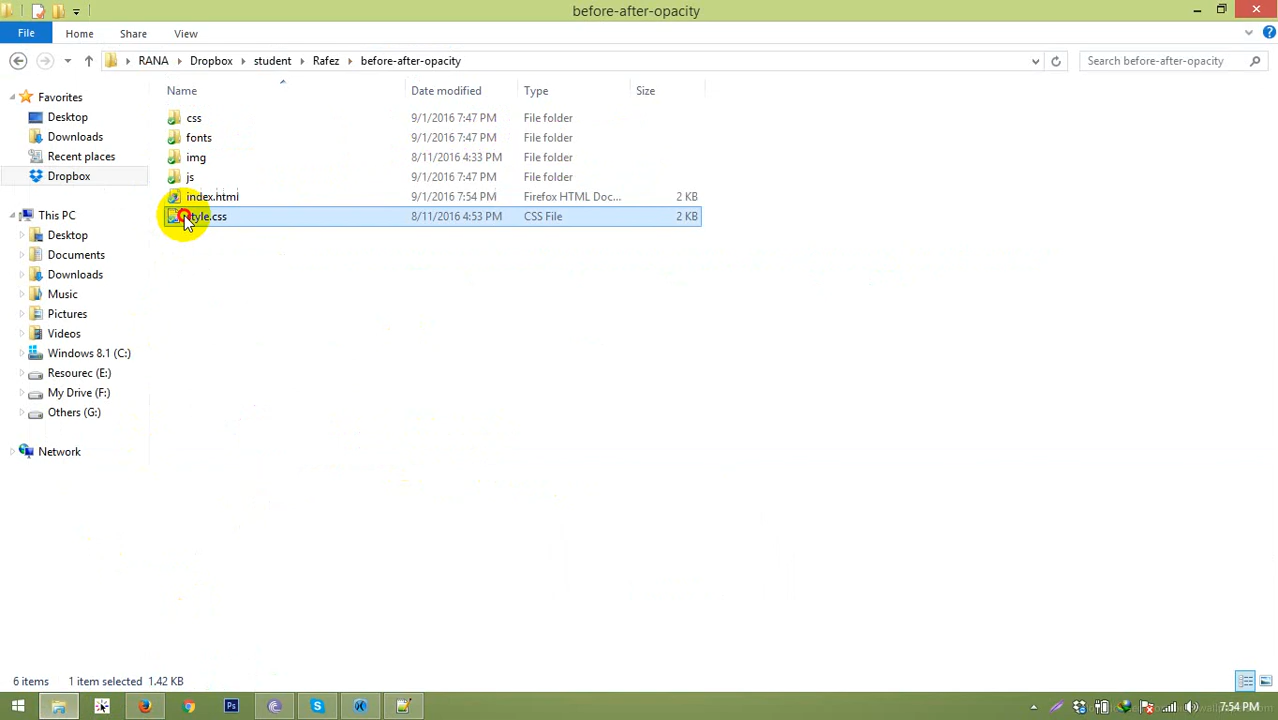 before-after-opacity
File Home Share View
RANA Dropbox student Rafez before-after-opacity Search before-after-opacity
Name Date modified Type Size
Favorites
Desktop
Downloads
Recent places
Dropbox
This PC
Desktop
Documents
Downloads
Music
Pictures
Videos
Windows 8.1 (C:)
Resourec (E:)
My Drive (F:)
Others (G:)
Network
css 9/1/2016 7:47 PM File folder
fonts 9/1/2016 7:47 PM File folder
img 8/11/2016 4:33 PM File folder
js 9/1/2016 7:47 PM File folder
index.html 9/1/2016 7:54 PM Firefox HTML Doc... 2 KB
style.css 8/11/2016 4:53 PM CSS File 2 KB
6 items 1 item selected 1.42 KB
Ps 7:54 PM